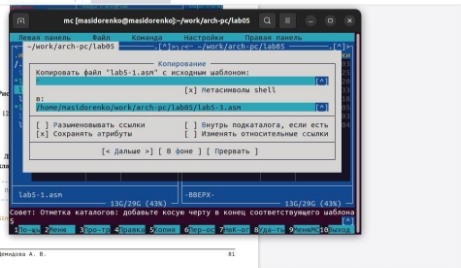 mc [masidorenko@masidorenko]:~/work/arch-pc/lab05
Левая панель Файл Команда Настройки Правая панель
~/work/arch-pc/lab05 ~/work/arch-pc/lab05
Копирование
Копировать файл "lab5-1.asm" с исходным шаблоном:
[^]
[x] Метасимволы shell
в:
/home/masidorenko/work/arch-pc/lab05/lab5-3.asm [^]
[ ] Разыменовывать ссылки [ ] Внутрь подкаталога, если есть
[x] Сохранять атрибуты [ ] Изменять относительные ссылки
[< Дальше >] [ В фоне ] [ Прервать ]
lab5-1.asm -ВВЕРХ-
13G/29G (43%) 13G/29G (43%)
Совет: Отметка каталогов: добавьте косую черту в конец соответствующего шаблона
1По~щь 2Меню 3Про~тр 4Правка 5Копия 6Пер~ос 7НвК~ог 8Уда~ть 9МенюMC 10Выход
Демидова А. В. 81